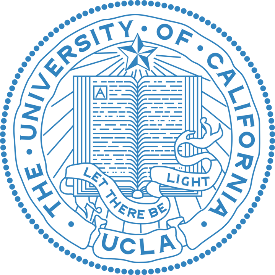 · THE · UNIVERSITY · OF · CALIFORNIA ·
A
LET THERE BE
LIGHT
UCLA